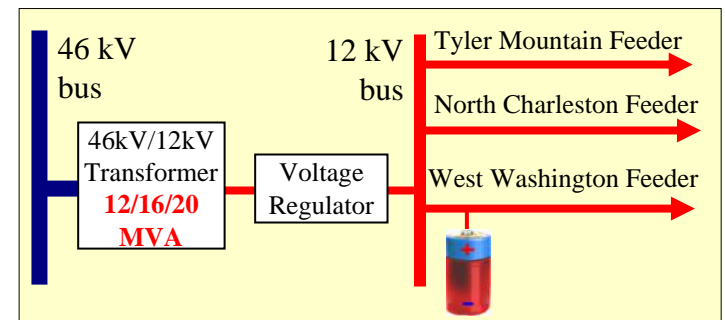 46 kV
bus
46kV/12kV
Transformer
12/16/20
MVA
Voltage
Regulator
12 kV
bus
Tyler Mountain Feeder
North Charleston Feeder
West Washington Feeder
+
-